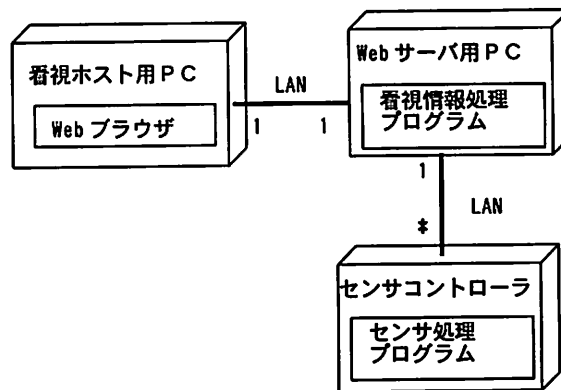 看視ホスト用PC
Webブラウザ
LAN
1
1
Webサーバ用PC
看視情報処理
プログラム
1
LAN
*
センサコントローラ
センサ処理
プログラム